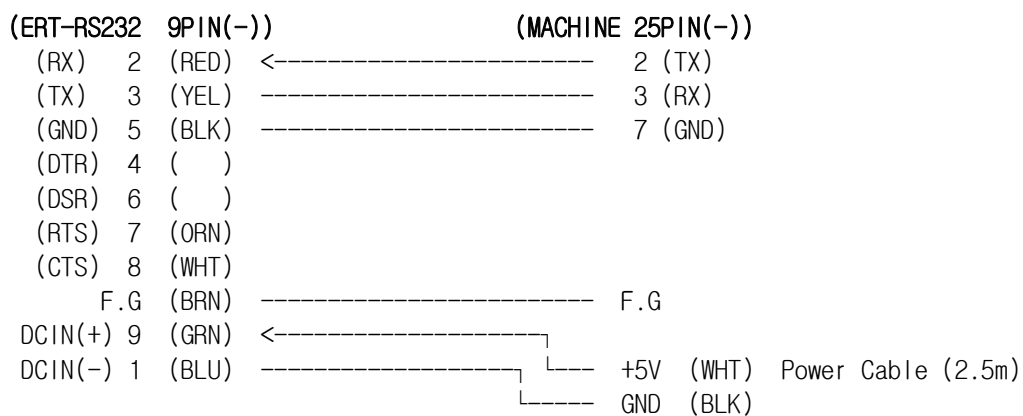 (ERT-RS232 9PIN(-)) (MACHINE 25PIN(-))
(RX) 2 (RED) <------------------------- 2 (TX)
(TX) 3 (YEL) ------------------------- 3 (RX)
(GND) 5 (BLK) ------------------------- 7 (GND)
(DTR) 4 ( )
(DSR) 6 ( )
(RTS) 7 (ORN)
(CTS) 8 (WHT)
F.G (BRN) ------------------------- F.G
DCIN(+) 9 (GRN) <--------------------┐
DCIN(-) 1 (BLU) -------------------┐ └--- +5V (WHT) Power Cable (2.5m)
└----- GND (BLK)